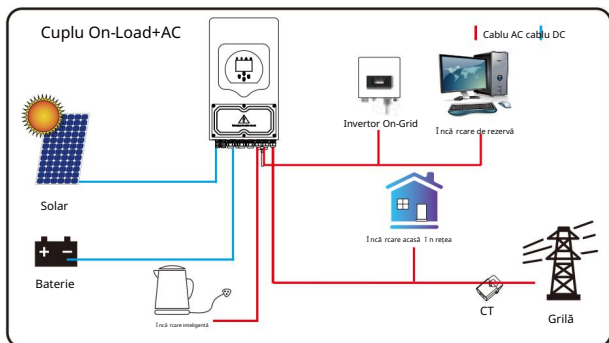 Cuplu On-Load+AC
Cablu AC cablu DC
Invertor On-Grid
Încă rcare de rezervă
Solar
Încă rcare acasă în rețea
Baterie
Încă rcare inteligentă
CT
Grilă